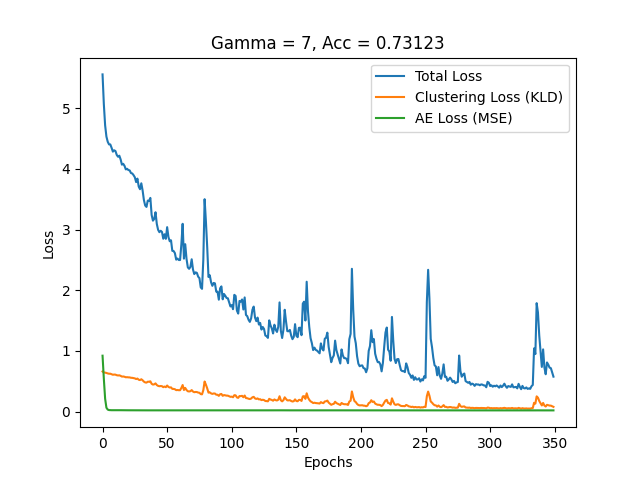 Gamma = 7, Acc = 0.73123
Total Loss
Clustering Loss (KLD)
AE Loss (MSE)
Loss
5
4
3
2
1
0
0 50 100 150 200 250 300 350
Epochs